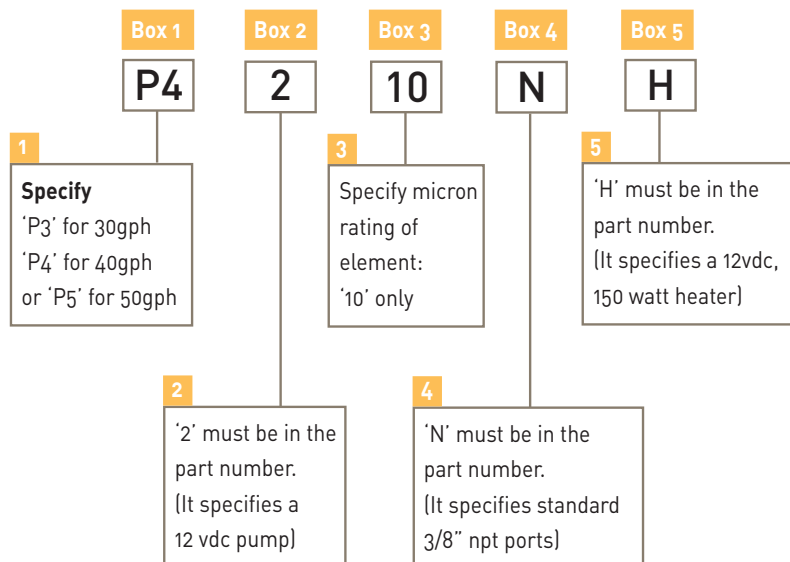 Box 1 Box 2 Box 3 Box 4 Box 5
P4 2 10 N H
1
Specify
‘P3’ for 30gph
‘P4’ for 40gph
or ‘P5’ for 50gph
3
Specify micron
rating of
element:
‘10’ only
5
‘H’ must be in the
part number.
(It specifies a 12vdc,
150 watt heater)
2
‘2’ must be in the
part number.
(It specifies a
12 vdc pump)
4
‘N’ must be in the
part number.
(It specifies standard
3/8” npt ports)